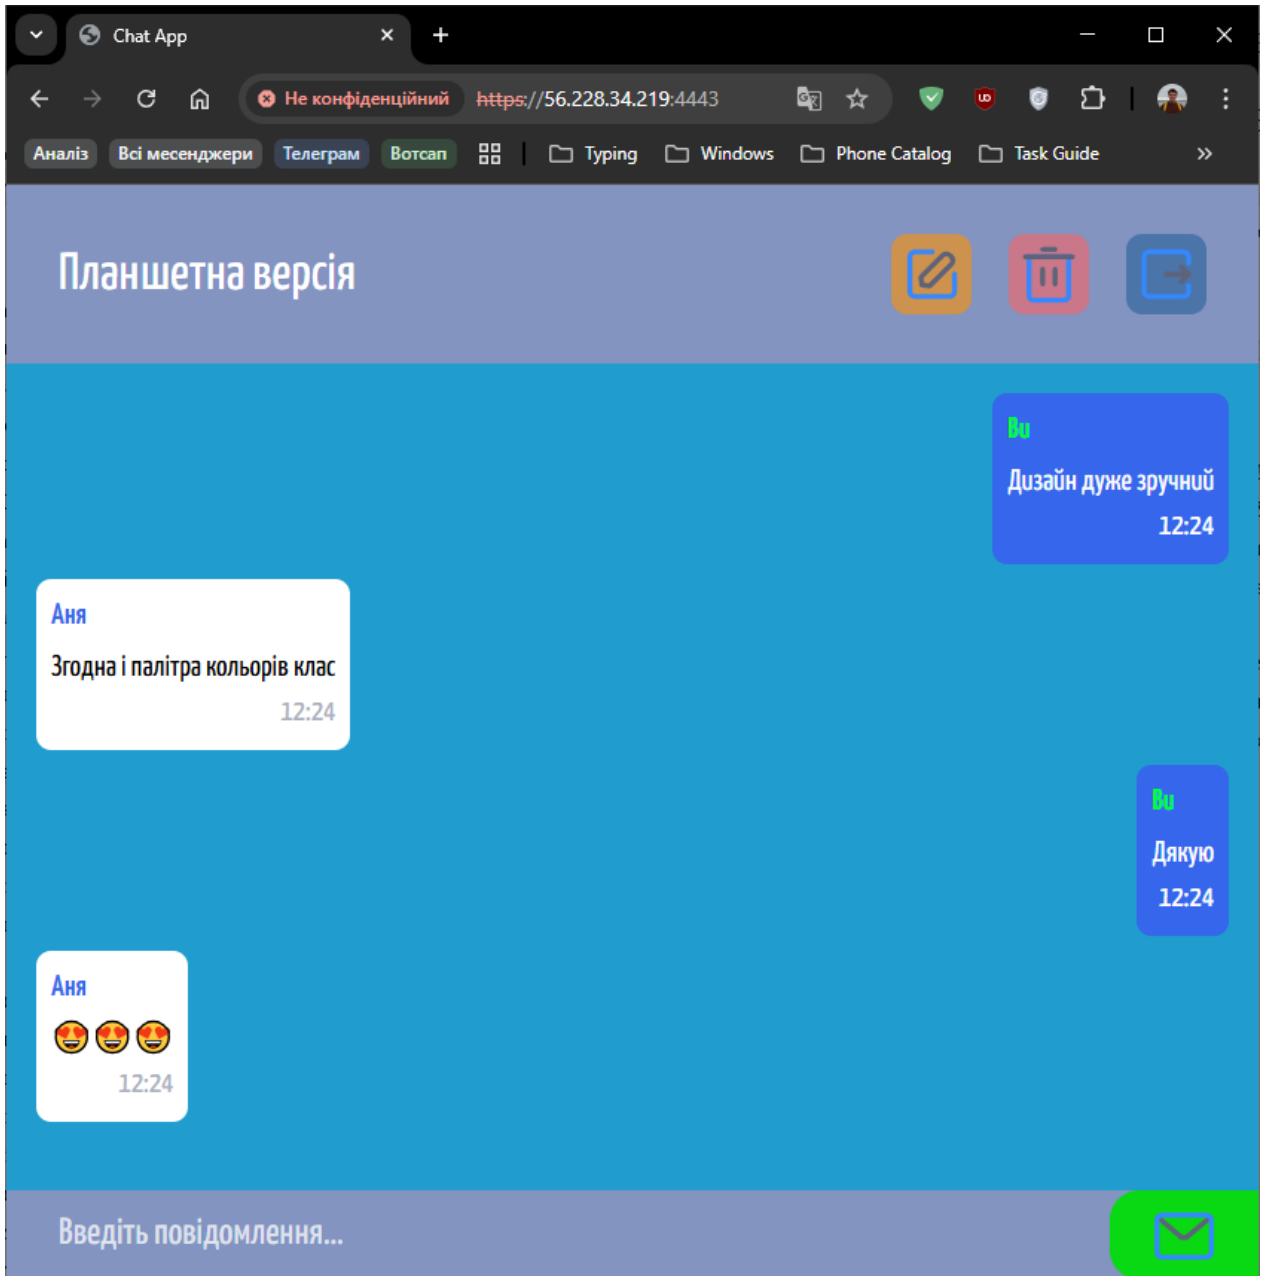 Chat App
Не конфіденційний https://56.228.34.219:4443
Аналіз Всі месенджери Телеграм Вотсап Typing Windows Phone Catalog Task Guide
Планшетна версія
Ви
Дизайн дуже зручний
12:24
Аня
Згодна і палітра кольорів клас
12:24
Ви
Дякую
12:24
Аня
😍😍😍
12:24
Введіть повідомлення...